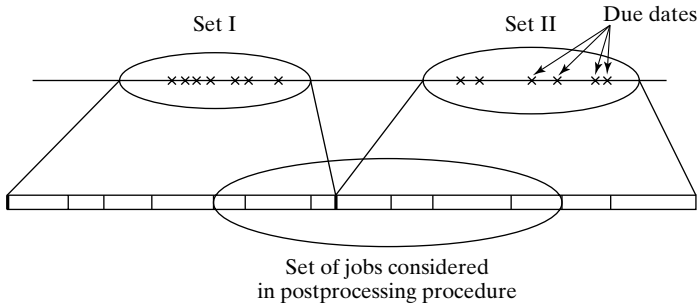 Set I
Set II
Due dates
Set of jobs considered
in postprocessing procedure